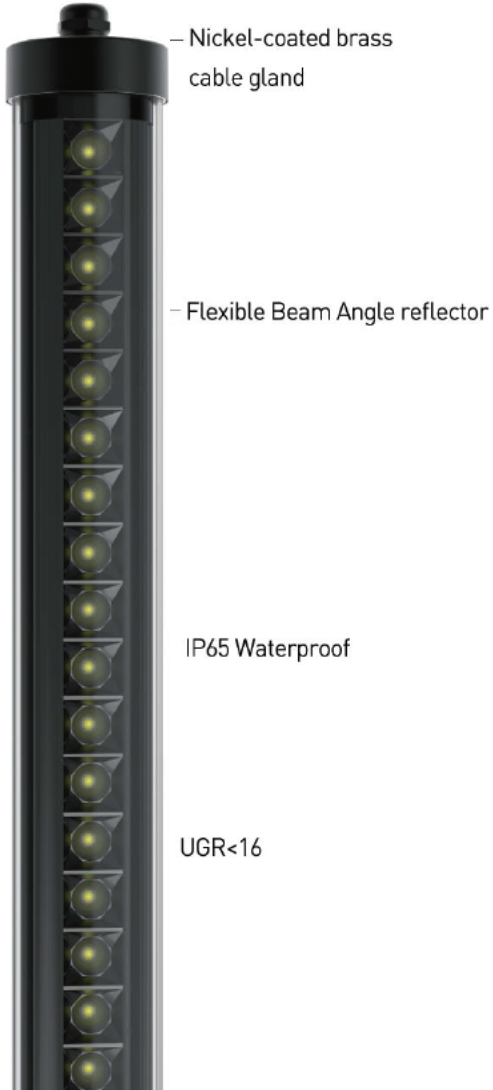 Nickel-coated brass
cable gland
Flexible Beam Angle reflector
IP65 Waterproof
UGR<16